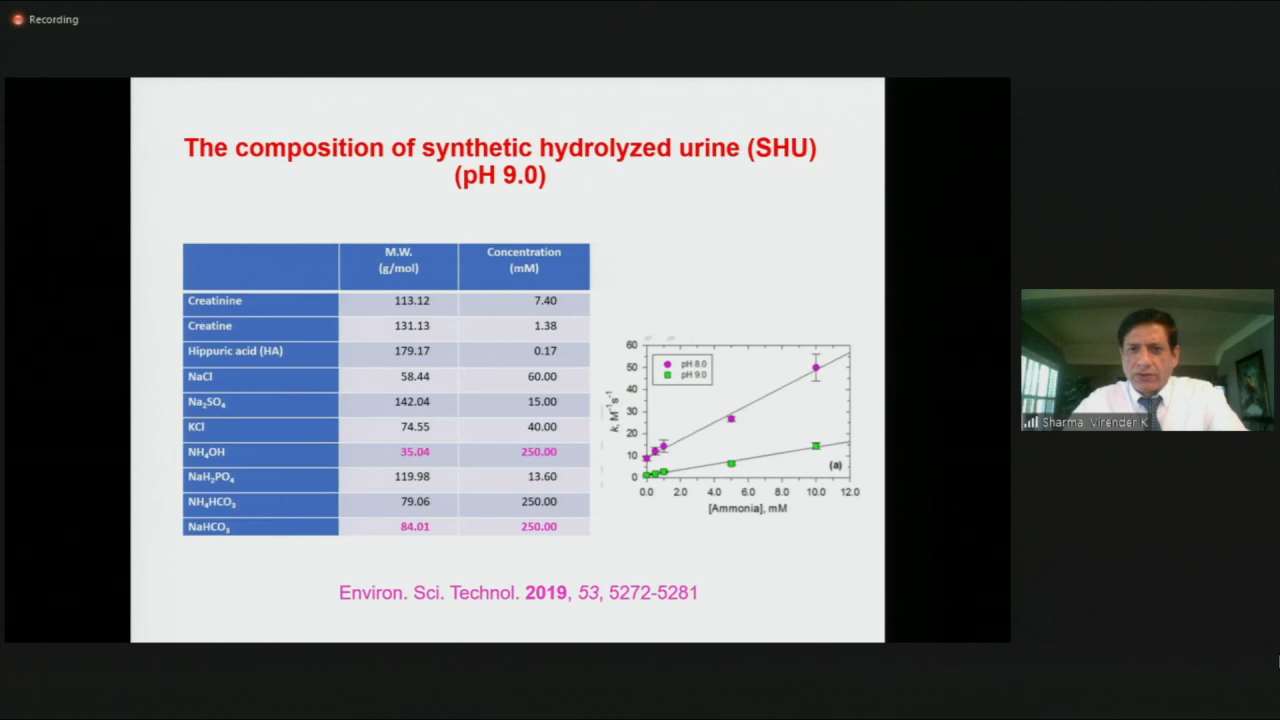 Recording
The composition of synthetic hydrolyzed urine (SHU)
(pH 9.0)
M.W. Concentration
(g/mol) (mM)
Creatinine 113.12 7.40
Creatine 131.13 1.38
Hippuric acid (HA) 179.17 0.17
NaCl 58.44 60.00
Na₂SO₄ 142.04 15.00
KCl 74.55 40.00
NH₄OH 35.04 250.00
NaH₂PO₄ 119.98 13.60
NH₄HCO₃ 79.06 250.00
NaHCO₃ 84.01 250.00
60
50
40
30
20
10
0
k, M⁻¹s⁻¹
pH 8.0
pH 9.0
(a)
0.0 2.0 4.0 6.0 8.0 10.0 12.0
[Ammonia], mM
Environ. Sci. Technol. 2019, 53, 5272-5281
Sharma Virender K